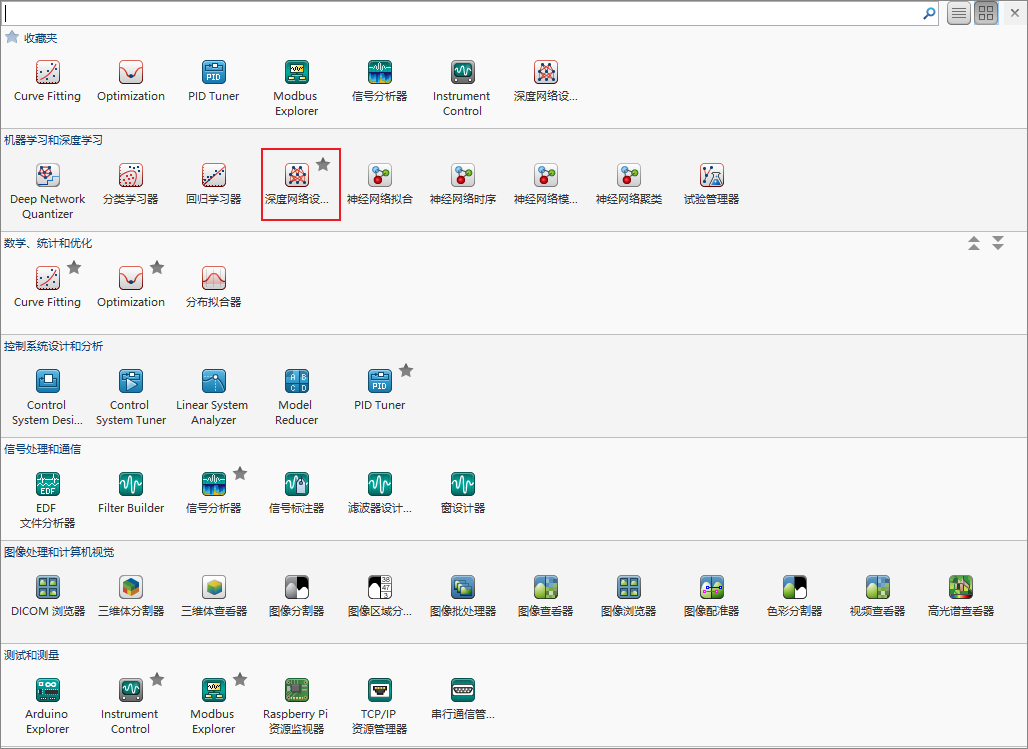 收藏夹
Curve Fitting
Optimization
PID Tuner
Modbus
Explorer
信号分析器
Instrument
Control
深度网络设...
机器学习和深度学习
Deep Network
Quantizer
分类学习器
回归学习器
深度网络设...
神经网络拟合
神经网络时序
神经网络模...
神经网络聚类
试验管理器
数学、统计和优化
Curve Fitting
Optimization
分布拟合器
控制系统设计和分析
Control
System Desi...
Control
System Tuner
Linear System
Analyzer
Model
Reducer
PID Tuner
信号处理和通信
EDF
文件分析器
Filter Builder
信号分析器
信号标注器
滤波器设计...
窗设计器
图像处理和计算机视觉
DICOM 浏览器
三维体分割器
三维体查看器
图像分割器
图像区域分...
图像批处理器
图像查看器
图像浏览器
图像配准器
色彩分割器
视频查看器
高光谱查看器
测试和测量
Arduino
Explorer
Instrument
Control
Modbus
Explorer
Raspberry Pi
资源监视器
TCP/IP
资源管理器
串行通信管...